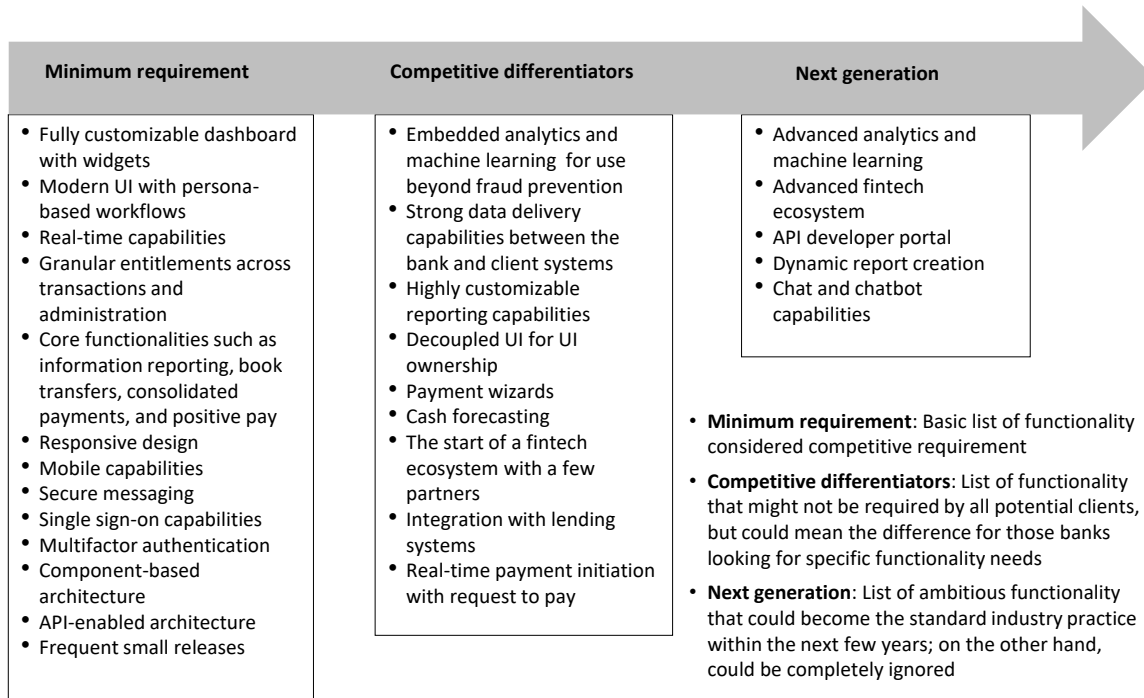 Minimum requirement
Competitive differentiators
Next generation
• Fully customizable dashboard
with widgets
• Modern UI with persona-
based workflows
• Real-time capabilities
• Granular entitlements across
transactions and
administration
• Core functionalities such as
information reporting, book
transfers, consolidated
payments, and positive pay
• Responsive design
• Mobile capabilities
• Secure messaging
• Single sign-on capabilities
• Multifactor authentication
• Component-based
architecture
• API-enabled architecture
• Frequent small releases
• Embedded analytics and
machine learning for use
beyond fraud prevention
• Strong data delivery
capabilities between the
bank and client systems
• Highly customizable
reporting capabilities
• Decoupled UI for UI
ownership
• Payment wizards
• Cash forecasting
• The start of a fintech
ecosystem with a few
partners
• Integration with lending
systems
• Real-time payment initiation
with request to pay
• Advanced analytics and
machine learning
• Advanced fintech
ecosystem
• API developer portal
• Dynamic report creation
• Chat and chatbot
capabilities
• Minimum requirement: Basic list of functionality
considered competitive requirement
• Competitive differentiators: List of functionality
that might not be required by all potential clients,
but could mean the difference for those banks
looking for specific functionality needs
• Next generation: List of ambitious functionality
that could become the standard industry practice
within the next few years; on the other hand,
could be completely ignored